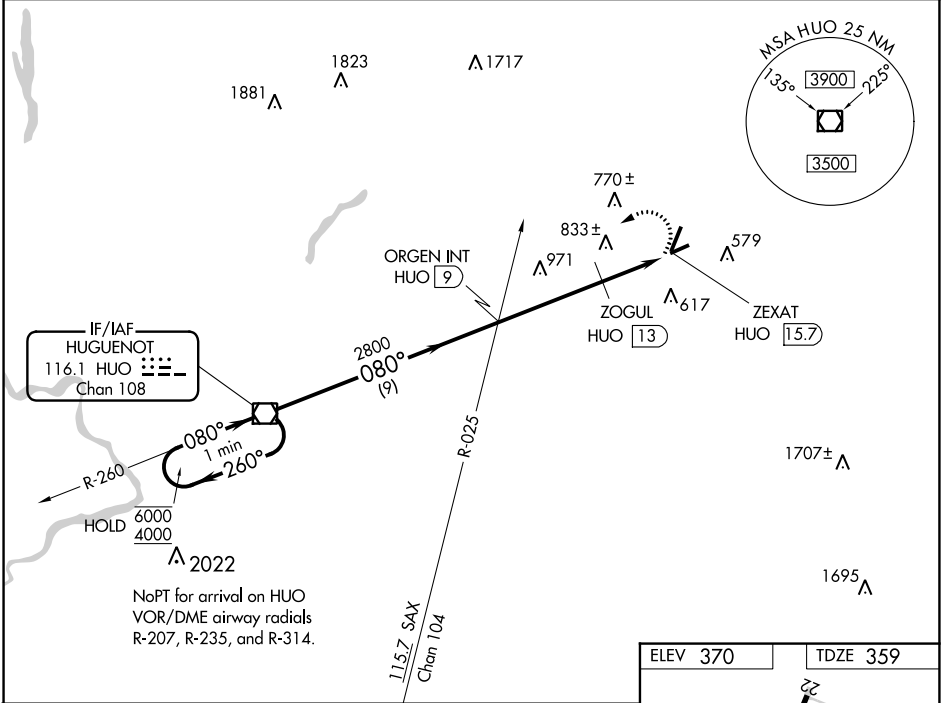 MSA HUO 25 NM
135°
3900
225°
3500
1881
1823
1717
770±
833±
971
579
617
ORGEN INT
HUO 9
ZOGUL
HUO 13
ZEXAT
HUO 15.7
IF/IAF
HUGUENOT
116.1 HUO
Chan 108
2800
080°
(9)
080°
1 min
260°
R-260
R-025
HOLD
6000
4000
2022
1707±
1695
NoPT for arrival on HUO
VOR/DME airway radials
R-207, R-235, and R-314.
115.7 SAX
Chan 104
ELEV 370
TDZE 359
22